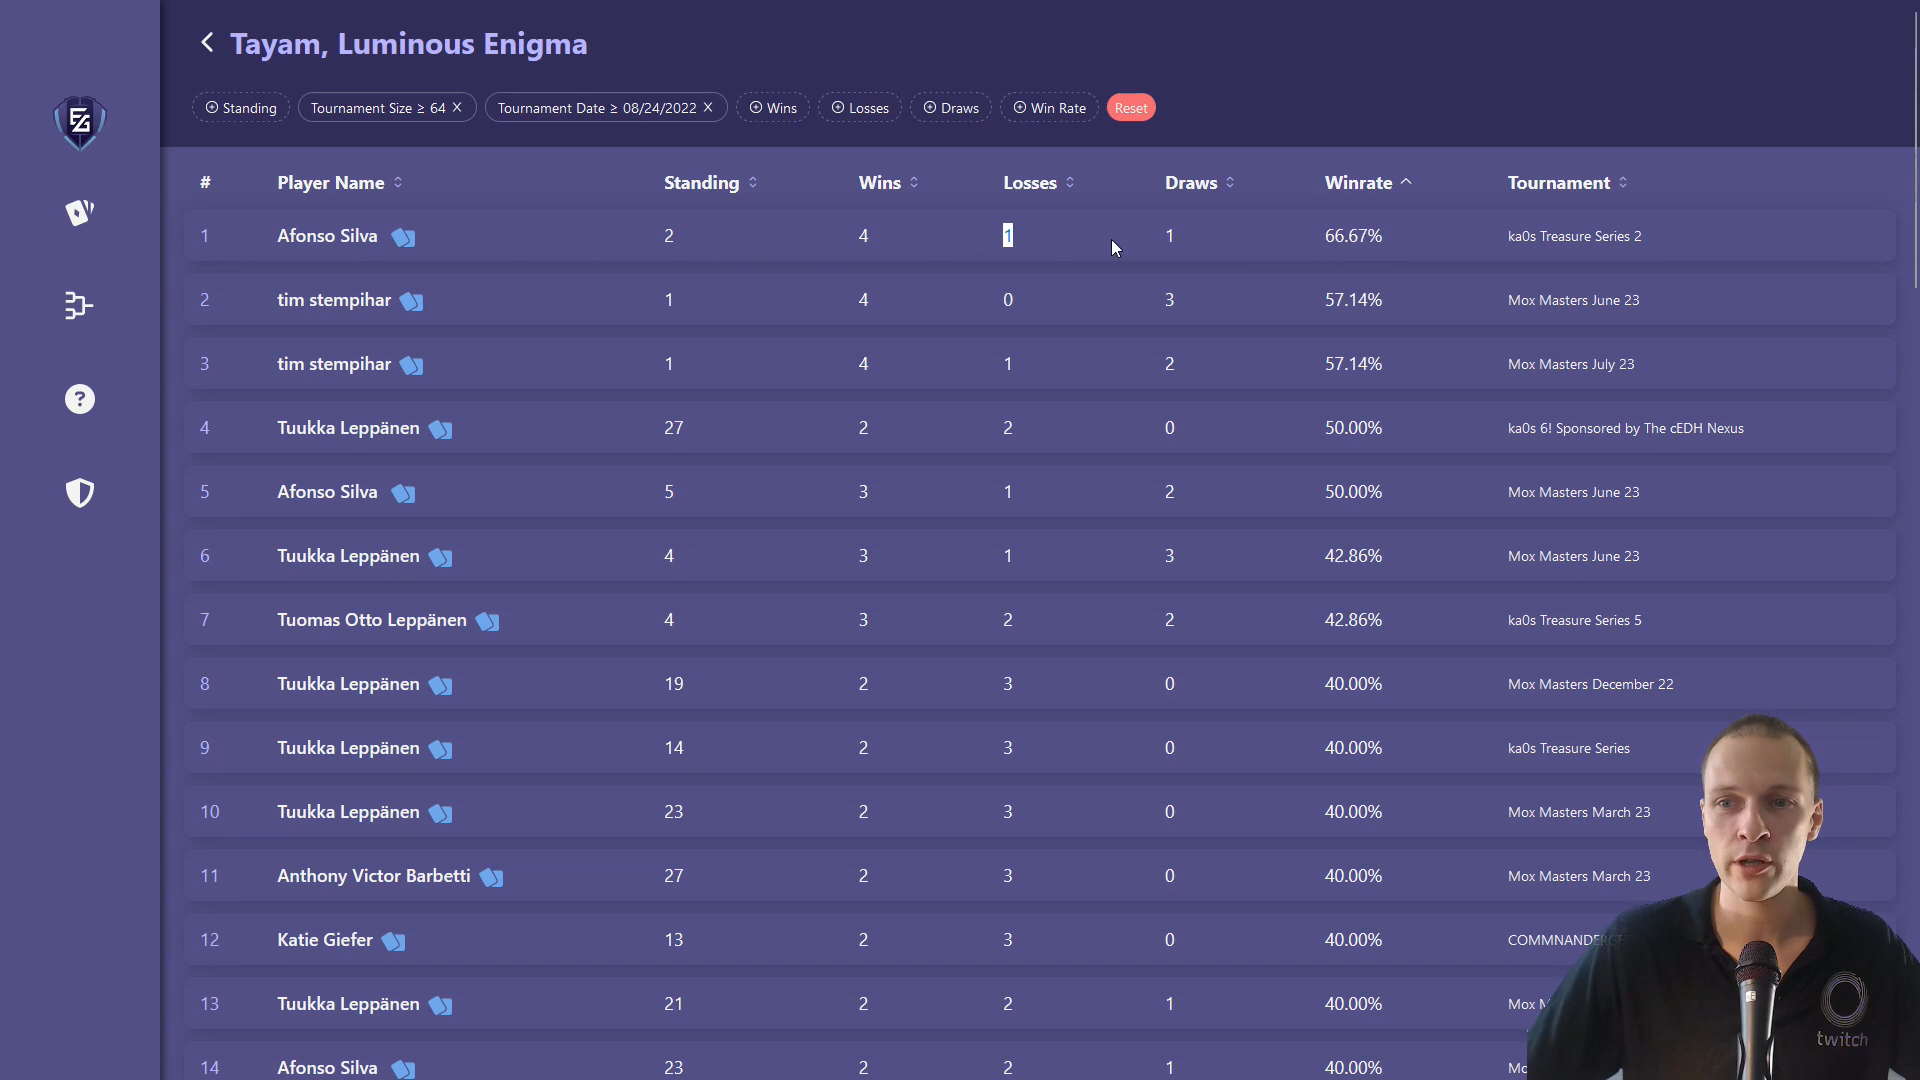 Tayam, Luminous Enigma
Standing Tournament Size ≥ 64 × Tournament Date ≥ 08/24/2022 × Wins Losses Draws Win Rate Reset
# Player Name Standing Wins Losses Draws Winrate Tournament
1 Afonso Silva 2 4 1 1 66.67% ka0s Treasure Series 2
2 tim stempihar 1 4 0 3 57.14% Mox Masters June 23
3 tim stempihar 1 4 1 2 57.14% Mox Masters July 23
4 Tuukka Leppänen 27 2 2 0 50.00% ka0s 6! Sponsored by The cEDH Nexus
5 Afonso Silva 5 3 1 2 50.00% Mox Masters June 23
6 Tuukka Leppänen 4 3 1 3 42.86% Mox Masters June 23
7 Tuomas Otto Leppänen 4 3 2 2 42.86% ka0s Treasure Series 5
8 Tuukka Leppänen 19 2 3 0 40.00% Mox Masters December 22
9 Tuukka Leppänen 14 2 3 0 40.00% ka0s Treasure Series
10 Tuukka Leppänen 23 2 3 0 40.00% Mox Masters March 23
11 Anthony Victor Barbetti 27 2 3 0 40.00% Mox Masters March 23
12 Katie Giefer 13 2 3 0 40.00%
13 Tuukka Leppänen 21 2 2 1 40.00% Mox
14 Afonso Silva 23 2 2 1 40.00%
twitch